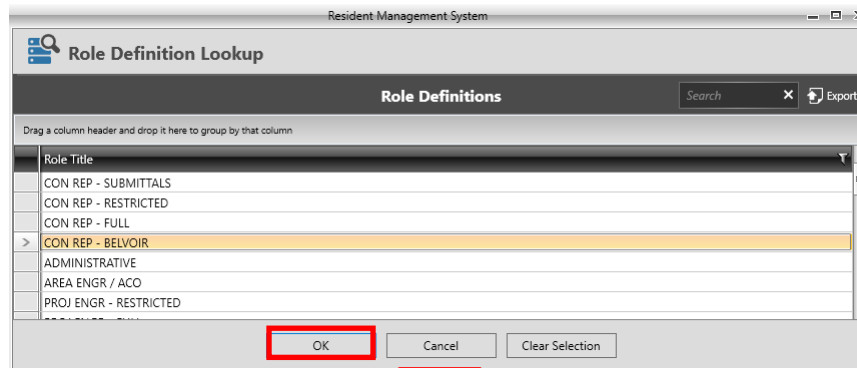 Resident Management System
Role Definition Lookup
Role Definitions
Search
Export
Drag a column header and drop it here to group by that column
Role Title
CON REP - SUBMITTALS
CON REP - RESTRICTED
CON REP - FULL
CON REP - BELVOIR
ADMINISTRATIVE
AREA ENGR / ACO
PROJ ENGR - RESTRICTED
OK
Cancel
Clear Selection